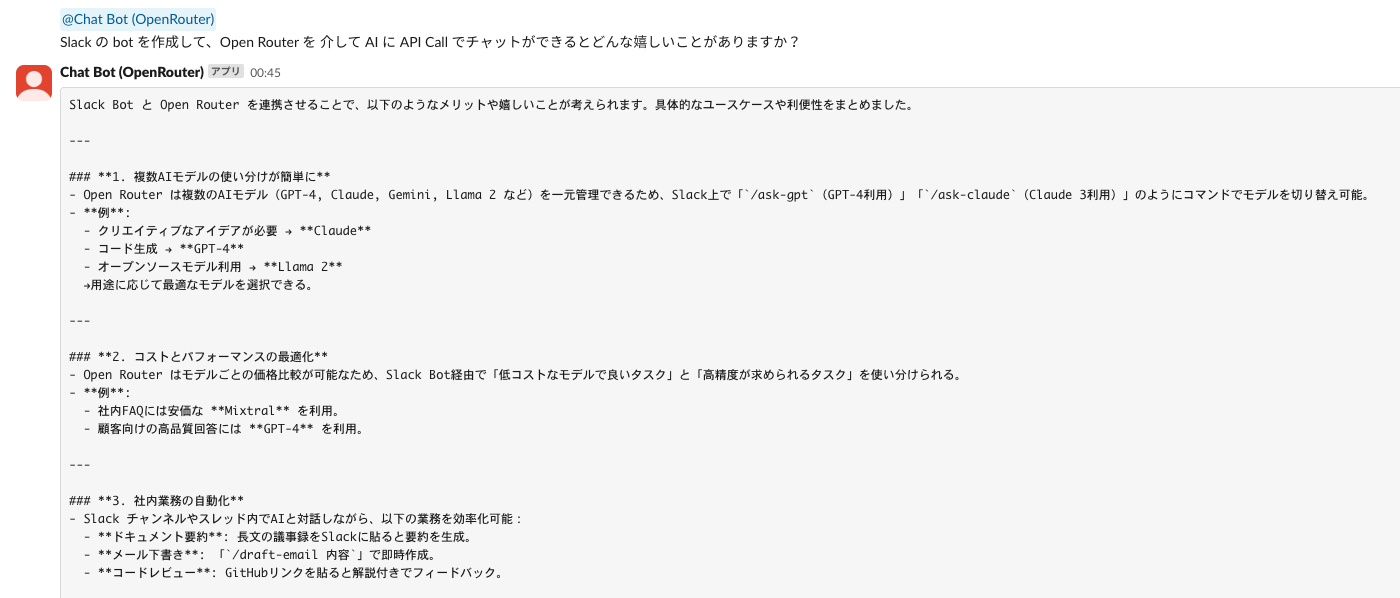 @Chat Bot (OpenRouter)
Slack の bot を作成して、Open Router を 介して AI に API Call でチャットができるとどんな嬉しいことがありますか？
Chat Bot (OpenRouter) アプリ 00:45
Slack Bot と Open Router を連携させることで、以下のようなメリットや嬉しいことが考えられます。具体的なユースケースや利便性をまとめました。
---
### **1. 複数AIモデルの使い分けが簡単に**
- Open Router は複数のAIモデル（GPT-4, Claude, Gemini, Llama 2 など）を一元管理できるため、Slack上で「`/ask-gpt`（GPT-4利用）」「`/ask-claude`（Claude 3利用）」のようにコマンドでモデルを切り替え可能。
- **例**:
  - クリエイティブなアイデアが必要 → **Claude**
  - コード生成 → **GPT-4**
  - オープンソースモデル利用 → **Llama 2**
  →用途に応じて最適なモデルを選択できる。
---
### **2. コストとパフォーマンスの最適化**
- Open Router はモデルごとの価格比較が可能なため、Slack Bot経由で「低コストなモデルで良いタスク」と「高精度が求められるタスク」を使い分けられる。
- **例**:
  - 社内FAQには安価な **Mixtral** を利用。
  - 顧客向けの高品質回答には **GPT-4** を利用。
---
### **3. 社内業務の自動化**
- Slack チャンネルやスレッド内でAIと対話しながら、以下の業務を効率化可能：
  - **ドキュメント要約**: 長文の議事録をSlackに貼ると要約を生成。
  - **メール下書き**: 「`/draft-email 内容`」で即時作成。
  - **コードレビュー**: GitHubリンクを貼ると解説付きでフィードバック。